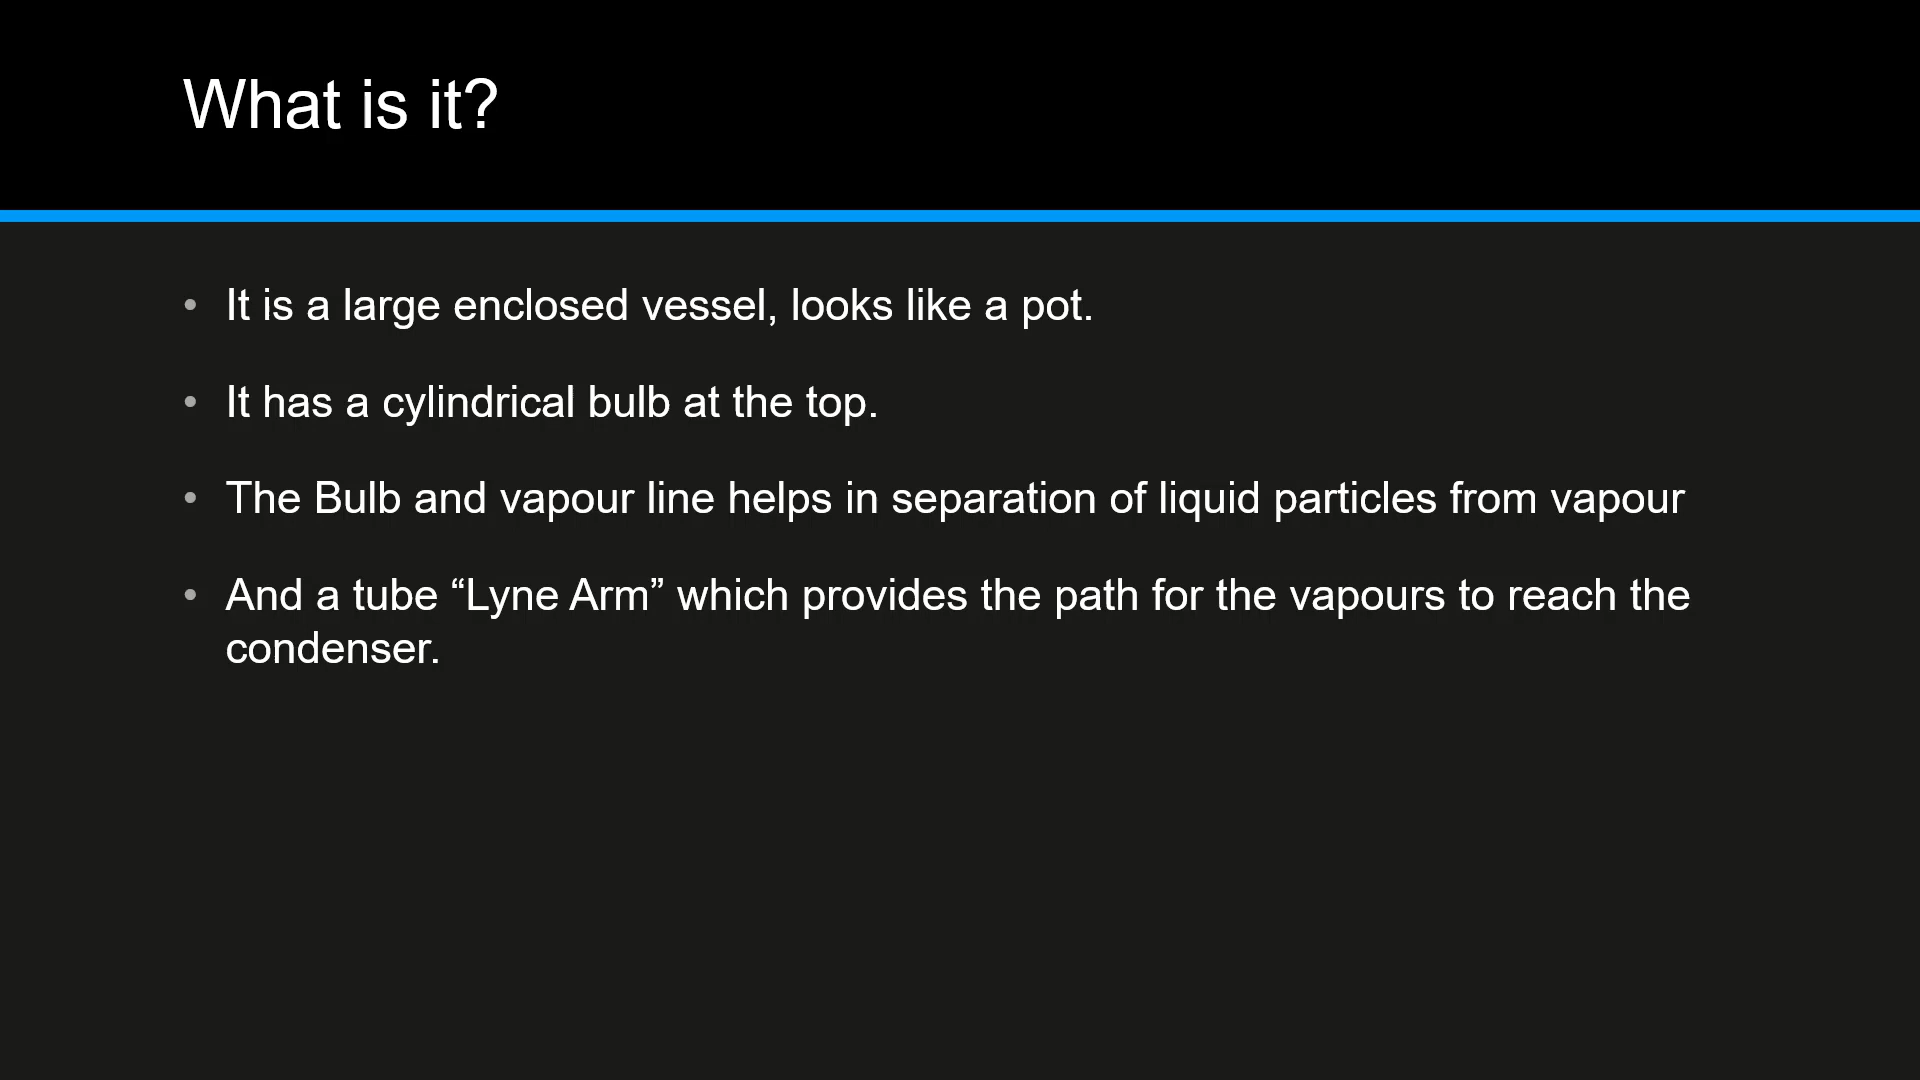 What is it?
• It is a large enclosed vessel, looks like a pot.
• It has a cylindrical bulb at the top.
• The Bulb and vapour line helps in separation of liquid particles from vapour
• And a tube “Lyne Arm” which provides the path for the vapours to reach the
condenser.